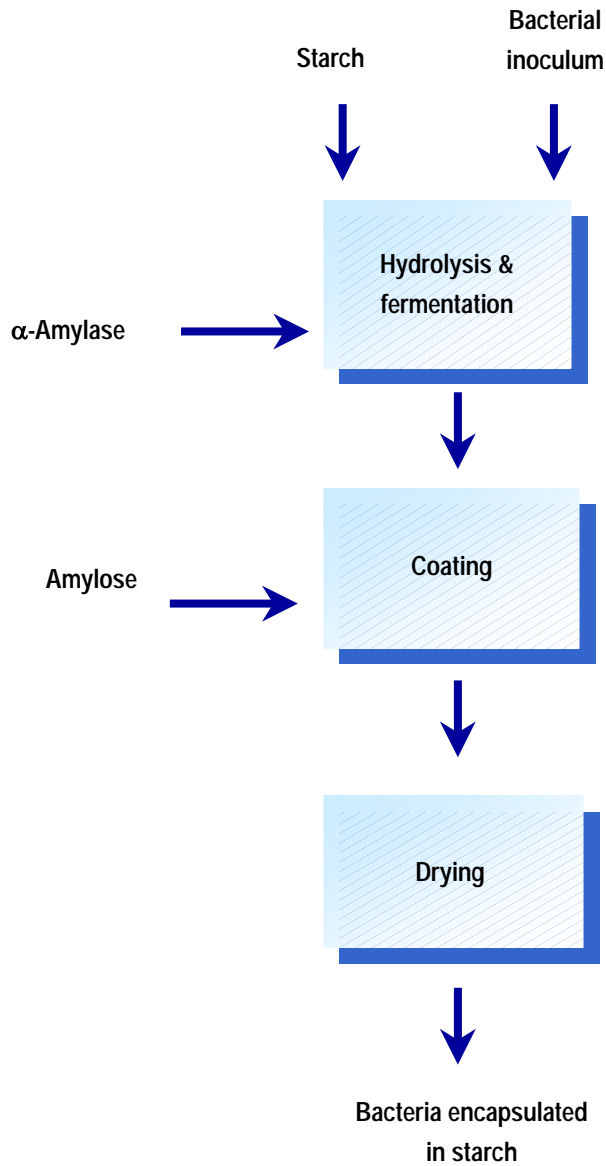 Starch
Bacterial
inoculum
Hydrolysis &
fermentation
α-Amylase
Coating
Amylose
Drying
Bacteria encapsulated
in starch